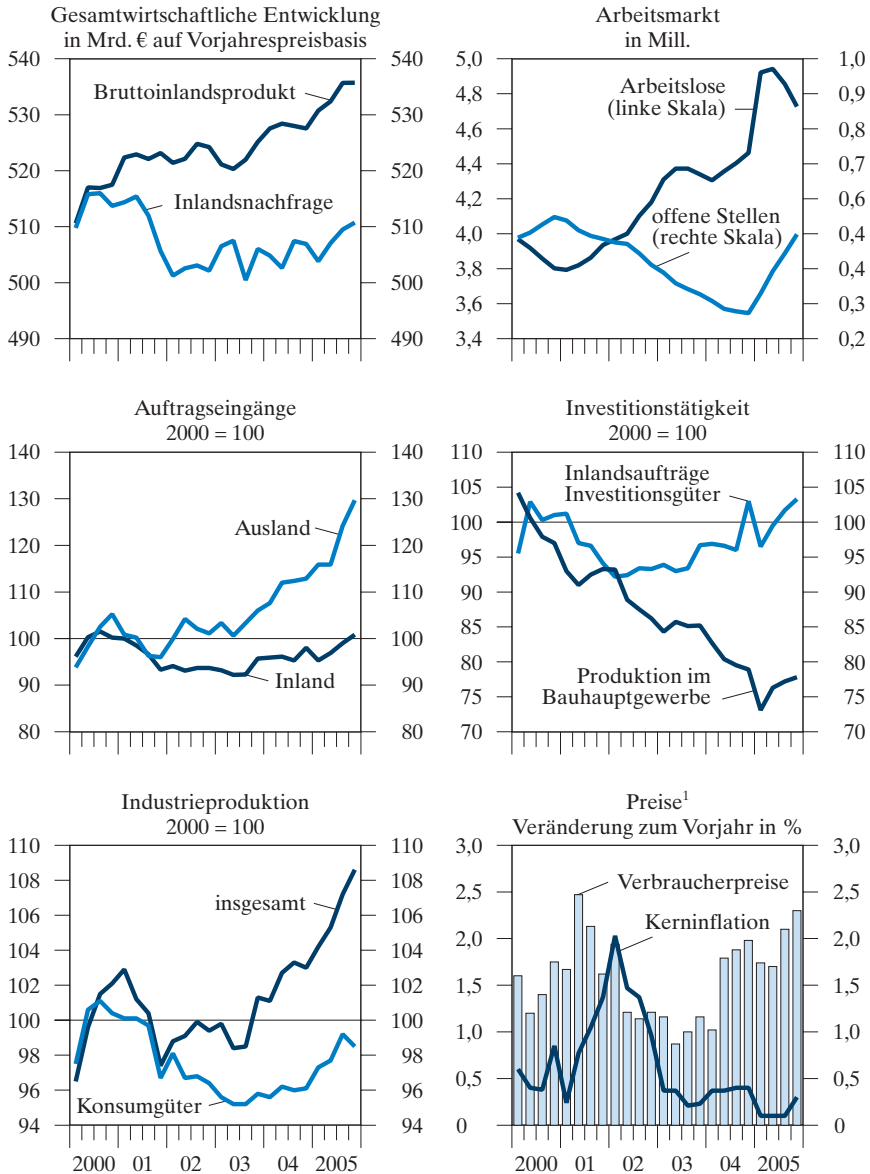 Gesamtwirtschaftliche Entwicklung
in Mrd. € auf Vorjahrespreisbasis
540 540
530 530
520 520
510 510
500 500
490 490
Bruttoinlandsprodukt
Inlandsnachfrage
Arbeitsmarkt
in Mill.
5,0 1,0
4,8 0,9
4,6 0,8
4,4 0,7
4,2 0,6
4,0 0,4
3,8 0,4
3,6 0,3
3,4 0,2
Arbeitslose
(linke Skala)
offene Stellen
(rechte Skala)
Auftragseingänge
2000 = 100
140 140
130 130
120 120
110 110
100 100
90 90
80 80
Ausland
Inland
Investitionstätigkeit
2000 = 100
110 110
105 105
100 100
95 95
90 90
85 85
80 80
75 75
70 70
Inlandsaufträge
Investitionsgüter
Produktion im
Bauhauptgewerbe
Industrieproduktion
2000 = 100
110 110
108 108
106 106
104 104
102 102
100 100
98 98
96 96
94 94
insgesamt
Konsumgüter
2000 01 02 03 04 2005
Preise¹
Veränderung zum Vorjahr in %
3,0 3,0
2,5 2,5
2,0 2,0
1,5 1,5
1,0 1,0
0,5 0,5
0 0
Verbraucherpreise
Kerninflation
2000 01 02 03 04 2005